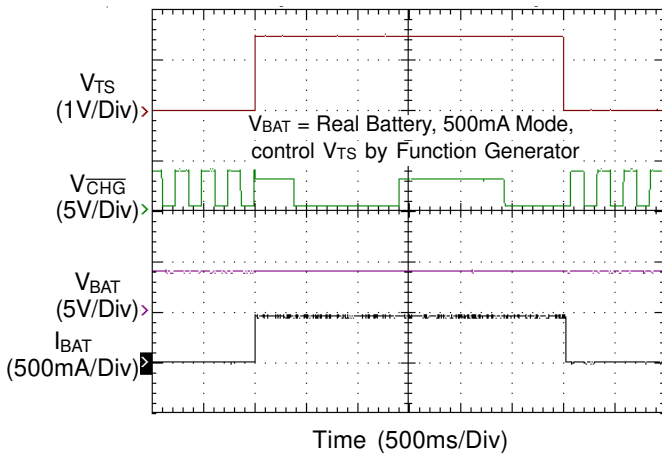 VTS
(1V/Div)
VBAT = Real Battery, 500mA Mode,
control VTS by Function Generator
VCHG
(5V/Div)
VBAT
(5V/Div)
IBAT
(500mA/Div)
Time (500ms/Div)